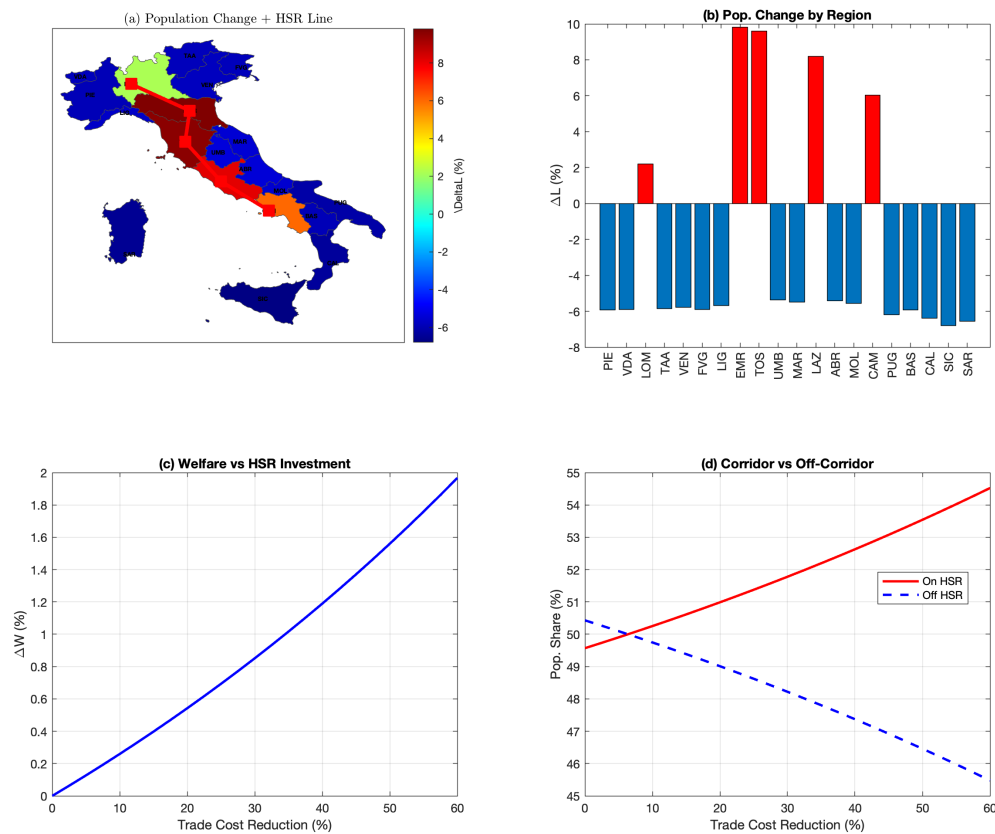 (a) Population Change + HSR Line
8
6
4
2
0
-2
-4
-6
\DeltaL (%)
(b) Pop. Change by Region
10
8
6
4
2
0
-2
-4
-6
-8
ΔL (%)
PIE
VDA
LOM
TAA
VEN
FVG
LIG
EMR
TOS
UMB
MAR
LAZ
ABR
MOL
CAM
PUG
BAS
CAL
SIC
SAR
(c) Welfare vs HSR Investment
2
1.8
1.6
1.4
1.2
1
0.8
0.6
0.4
0.2
0
ΔW (%)
0 10 20 30 40 50 60
Trade Cost Reduction (%)
(d) Corridor vs Off-Corridor
55
54
53
52
51
50
49
48
47
46
45
Pop. Share (%)
On HSR
Off HSR
0 10 20 30 40 50 60
Trade Cost Reduction (%)